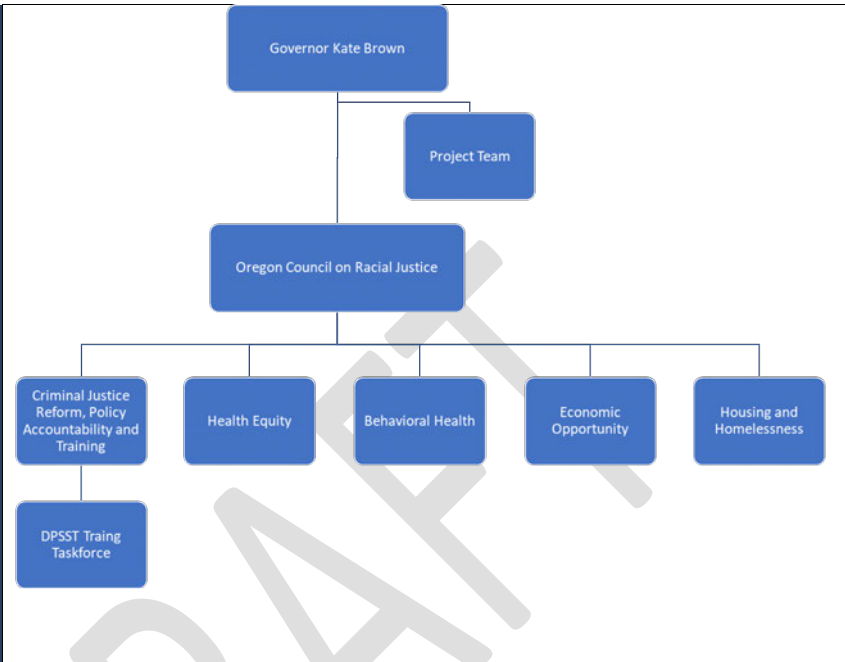 Governor Kate Brown
Project Team
Oregon Council on Racial Justice
Criminal Justice
Reform, Policy
Accountability and
Training
Health Equity
Behavioral Health
Economic
Opportunity
Housing and
Homelessness
DPSST Traing
Taskforce
DRAFT